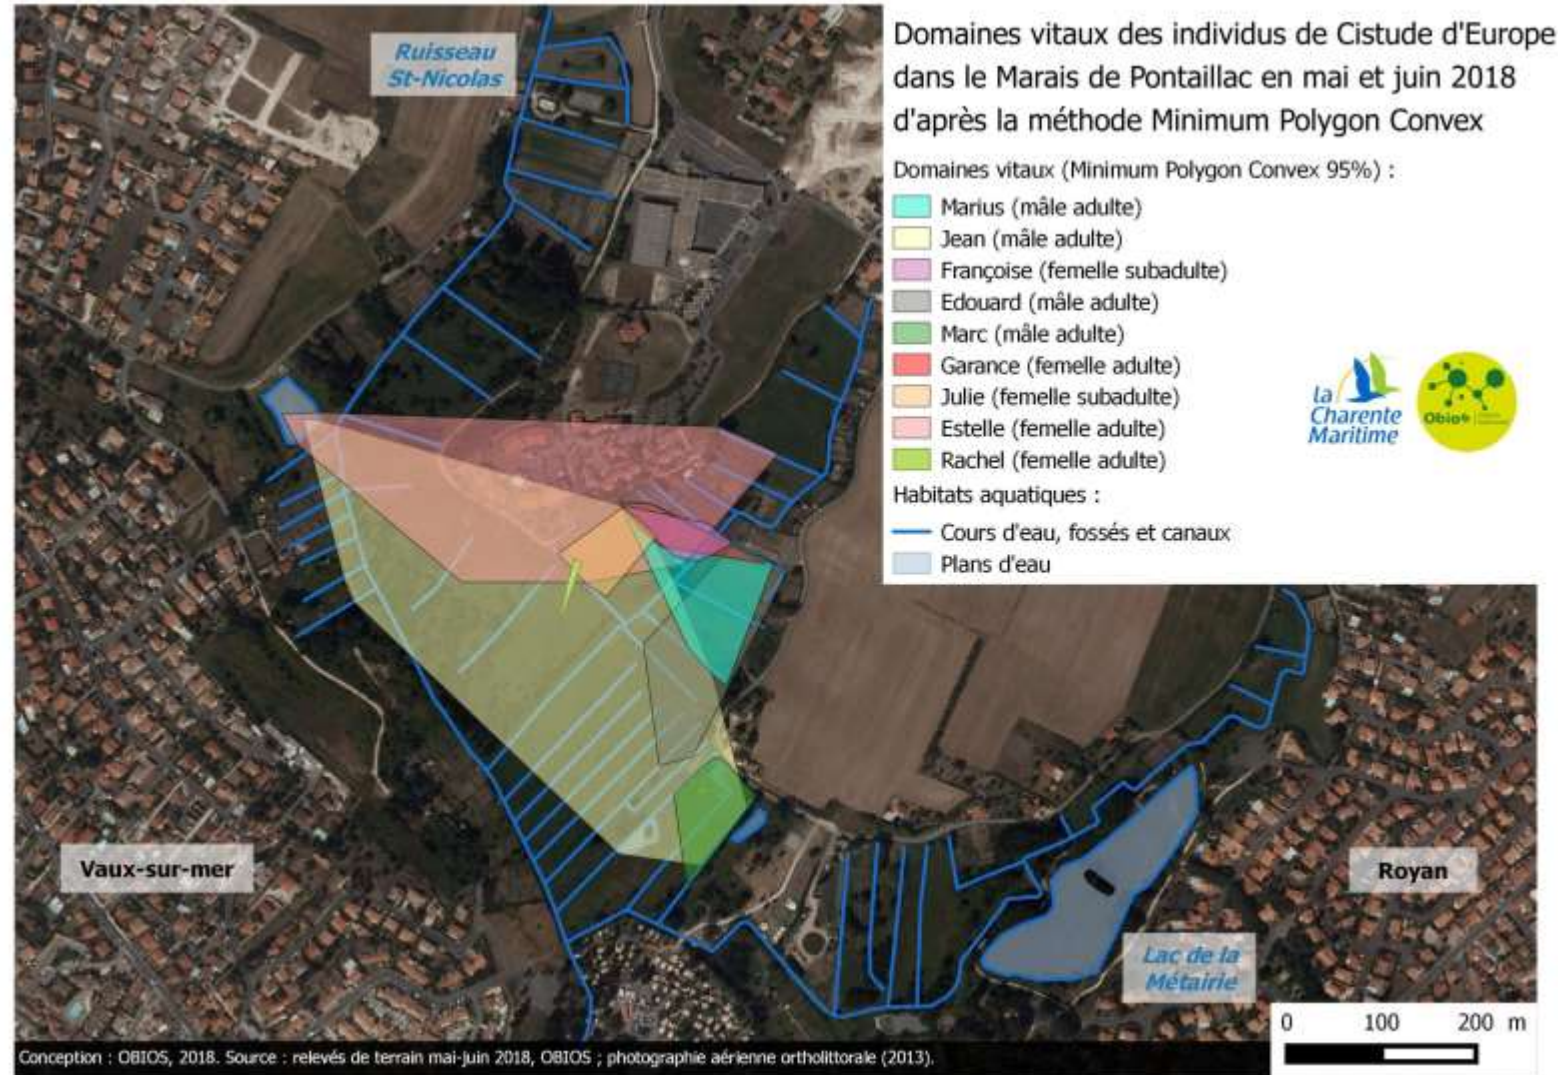 Ruisseau
St-Nicolas
Domaines vitaux des individus de Cistude d'Europe
dans le Marais de Pontaillac en mai et juin 2018
d'après la méthode Minimum Polygon Convex
Domaines vitaux (Minimum Polygon Convex 95%) :
Marius (mâle adulte)
Jean (mâle adulte)
Françoise (femelle subadulte)
Edouard (mâle adulte)
Marc (mâle adulte)
Garance (femelle adulte)
Julie (femelle subadulte)
Estelle (femelle adulte)
Rachel (femelle adulte)
Habitats aquatiques :
Cours d'eau, fossés et canaux
Plans d'eau
la
Charente
Maritime
Obios
Vaux-sur-mer
Royan
Lac de la
Métairie
0 100 200 m
Conception : OBIOS, 2018. Source : relevés de terrain mai-juin 2018, OBIOS ; photographie aérienne ortholittorale (2013).